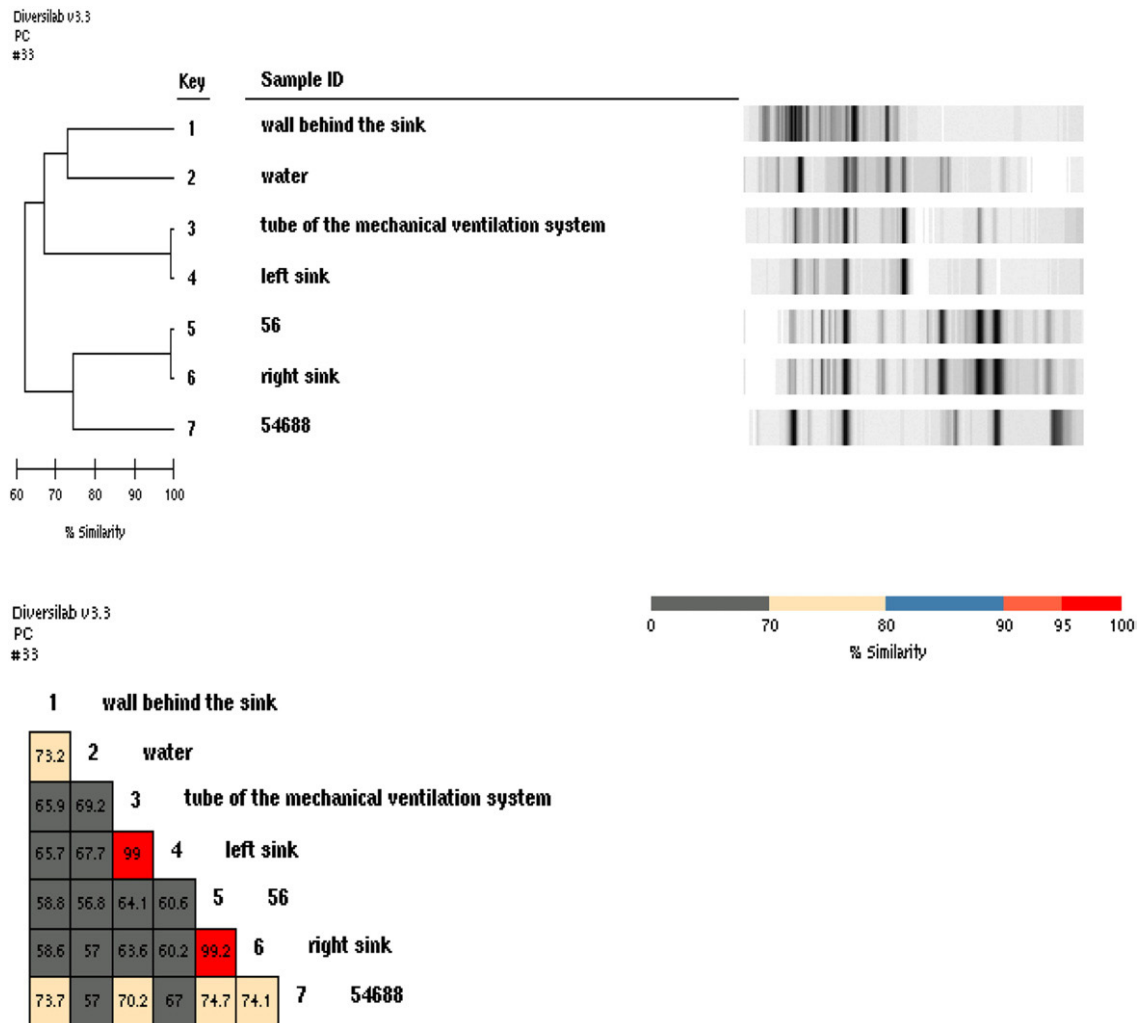 Diversilab v3.3
PC
#33
Key Sample ID
1 wall behind the sink
2 water
3 tube of the mechanical ventilation system
4 left sink
5 56
6 right sink
7 54688
60 70 80 90 100
% Similarity
Diversilab v3.3
PC
#33
0 70 80 90 95 100
% Similarity
1 wall behind the sink
73.2 2 water
65.9 69.2 3 tube of the mechanical ventilation system
65.7 67.7 99 4 left sink
58.8 56.8 64.1 60.6 5 56
58.6 57 63.6 60.2 99.2 6 right sink
73.7 57 70.2 67 74.7 74.1 7 54688